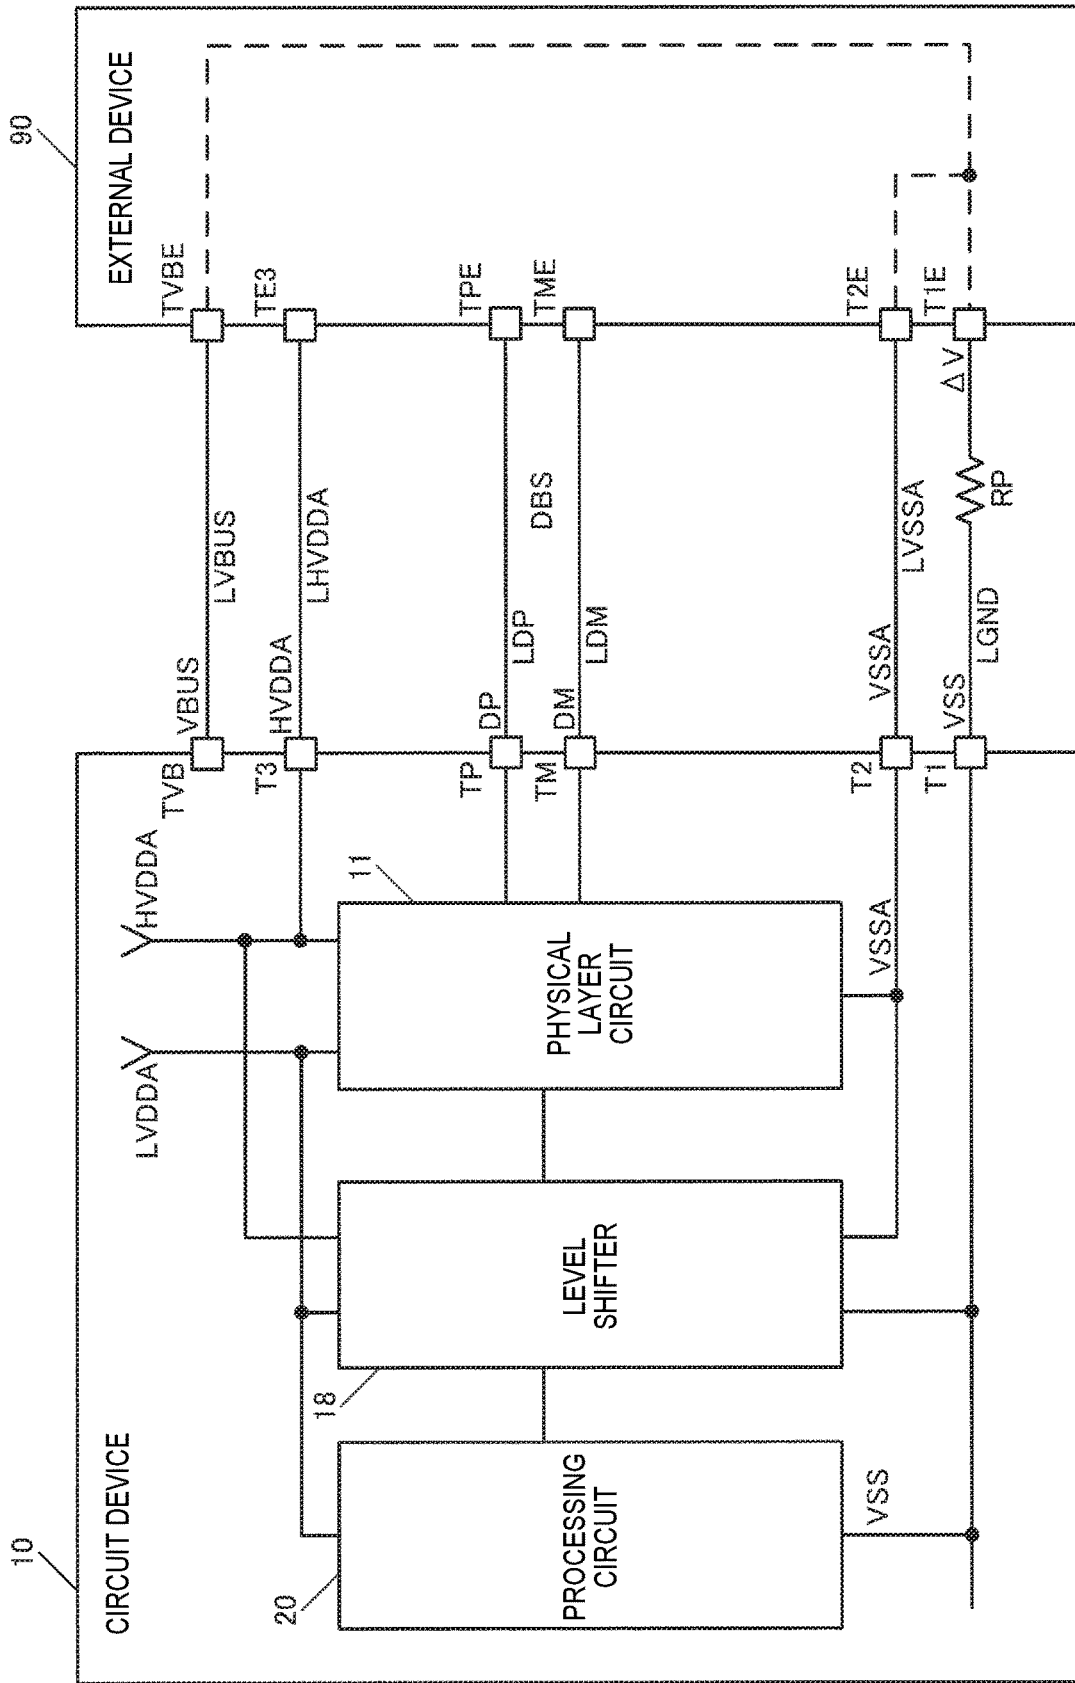 10
CIRCUIT DEVICE
90
EXTERNAL DEVICE
LVDDA
HVDDA
TVB
VBUS
LVBUS
TVBE
T3
HVDDA
LHVDDA
TE3
20
PROCESSING
CIRCUIT
18
LEVEL
SHIFTER
11
PHYSICAL
LAYER
CIRCUIT
TP
DP
LDP
TPE
DBS
TM
DM
LDM
TME
VSSA
T2
VSSA
LVSSA
T2E
VSS
T1
VSS
LGND
RP
ΔV
T1E